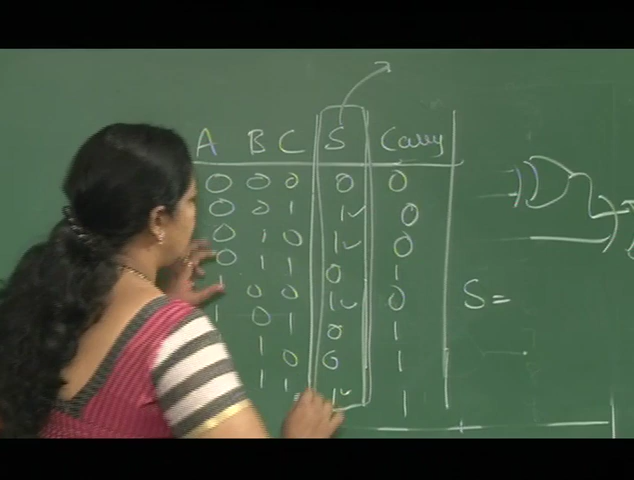 A B C S Carry
0 0 0 0 0
0 0 1 1 0
0 1 0 1 0
0 1 1 0 1
1 0 0 1 0 S =
1 0 1 0 1
1 0 0 1
1 1 1 1